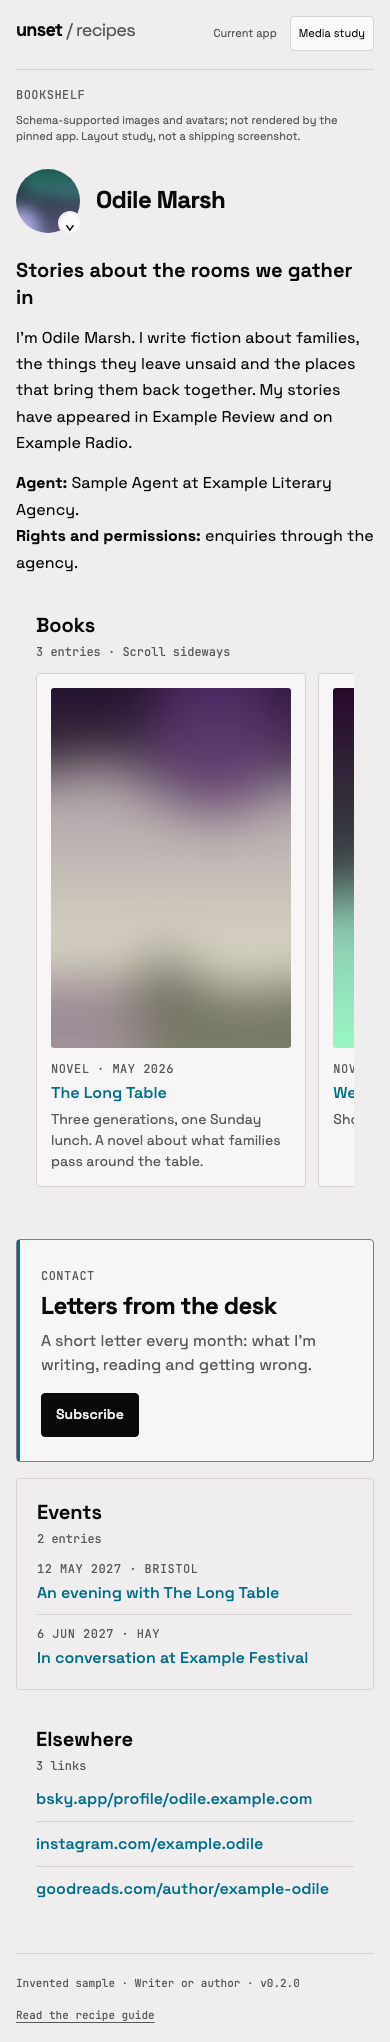 unset / recipes
Current app
Media study
BOOKSHELF
Schema-supported images and avatars; not rendered by the
pinned app. Layout study, not a shipping screenshot.
Odile Marsh
Stories about the rooms we gather
in
I'm Odile Marsh. I write fiction about families,
the things they leave unsaid and the places
that bring them back together. My stories
have appeared in Example Review and on
Example Radio.
Agent: Sample Agent at Example Literary
Agency.
Rights and permissions: enquiries through the
agency.
Books
3 entries · Scroll sideways
NOVEL · MAY 2026
The Long Table
Three generations, one Sunday
lunch. A novel about what families
pass around the table.
CONTACT
Letters from the desk
A short letter every month: what I'm
writing, reading and getting wrong.
Subscribe
Events
2 entries
12 MAY 2027 · BRISTOL
An evening with The Long Table
6 JUN 2027 · HAY
In conversation at Example Festival
Elsewhere
3 links
bsky.app/profile/odile.example.com
instagram.com/example.odile
goodreads.com/author/example-odile
Invented sample · Writer or author · v0.2.0
Read the recipe guide